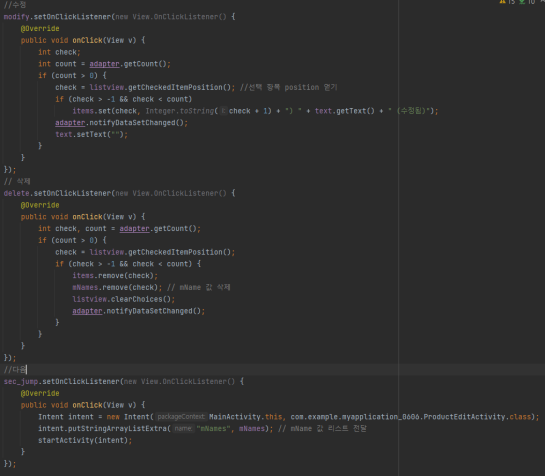 15 10
//수정
modify.setOnClickListener(new View.OnClickListener() {
@Override
public void onClick(View v) {
int check;
int count = adapter.getCount();
if (count > 0) {
check = listview.getCheckedItemPosition(); //선택 항목 position 얻기
if (check > -1 && check < count)
items.set(check, Integer.toString( i: check + 1) + ") " + text.getText() + " (수정됨)");
adapter.notifyDataSetChanged();
text.setText("");
}
}
});
// 삭제
delete.setOnClickListener(new View.OnClickListener() {
@Override
public void onClick(View v) {
int check, count = adapter.getCount();
if (count > 0) {
check = listview.getCheckedItemPosition();
if (check > -1 && check < count) {
items.remove(check);
mNames.remove(check); // mName 값 삭제
listview.clearChoices();
adapter.notifyDataSetChanged();
}
}
}
});
//다음
sec_jump.setOnClickListener(new View.OnClickListener() {
@Override
public void onClick(View v) {
Intent intent = new Intent( packageContext: MainActivity.this, com.example.myapplication_0606.ProductEditActivity.class);
intent.putStringArrayListExtra( name: "mNames", mNames); // mName 값 리스트 전달
startActivity(intent);
}
});